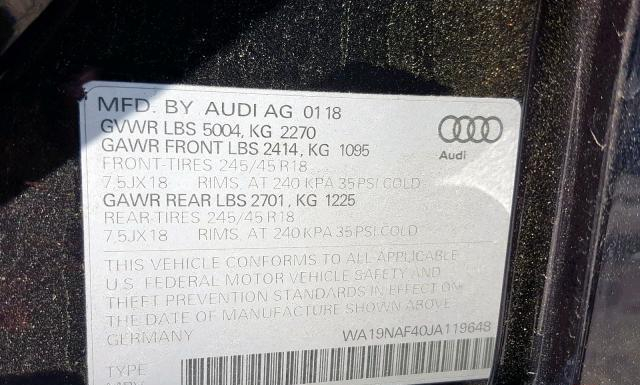 MFD. BY AUDI AG 01 18
GVWR LBS 5004, KG 2270
GAWR FRONT LBS 2414, KG 1095
Audi
FRONT-TIRES 245/45 R18
7,5JX18 RIMS, AT 240 KPA 35 PSI COLD
GAWR REAR LBS 2701, KG 1225
REAR-TIRES 245/45 R18
7,5JX18 RIMS, AT 240 KPA 35 PSI COLD
THIS VEHICLE CONFORMS TO ALL APPLICABLE
U.S. FEDERAL MOTOR VEHICLE SAFETY AND
THEFT PREVENTION STANDARDS IN EFFECT ON
THE DATE OF MANUFACTURE SHOWN ABOVE
GERMANY WA19NAF40JA119648
TYPE